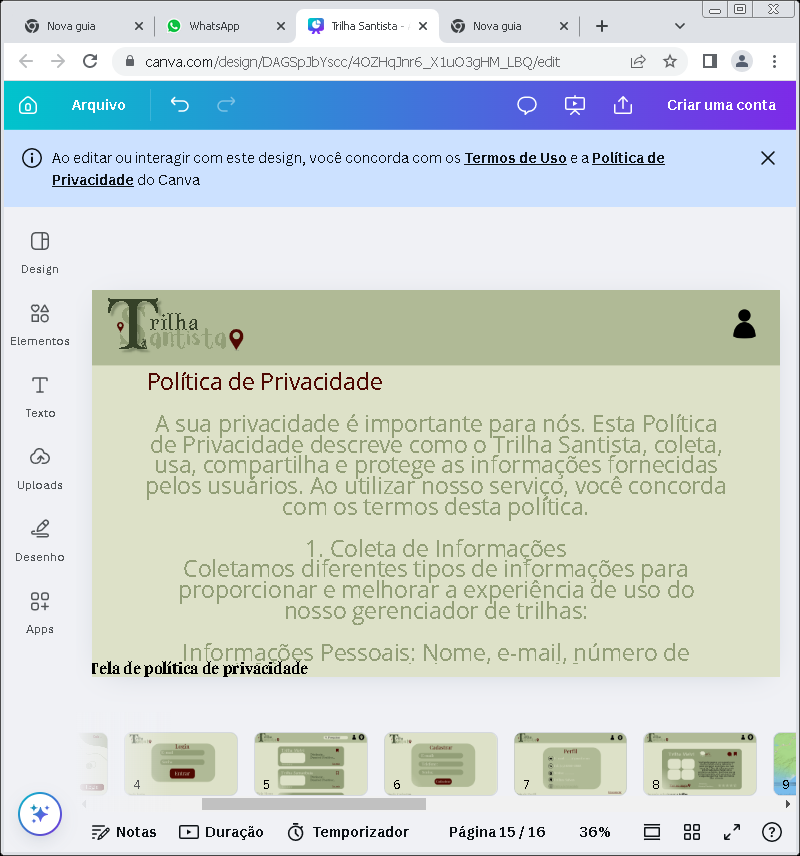 Nova guia
WhatsApp
Trilha Santista -
Nova guia
canva.com/design/DAGSpJbYscc/4OZHqJnr6_X1uO3gHM_LBQ/edit
Arquivo
Criar uma conta
Ao editar ou interagir com este design, você concorda com os Termos de Uso e a Política de
Privacidade do Canva
Design
Elementos
Texto
Uploads
Desenho
Apps
Trilha
Santista
Política de Privacidade
A sua privacidade é importante para nós. Esta Política
de Privacidade descreve como o Trilha Santista, coleta,
usa, compartilha e protege as informações fornecidas
pelos usuários. Ao utilizar nosso serviço, você concorda
com os termos desta política.
1. Coleta de Informações
Coletamos diferentes tipos de informações para
proporcionar e melhorar a experiência de uso do
nosso gerenciador de trilhas:
Informações Pessoais: Nome, e-mail, número de
Tela de política de privacidade
Login
Entrar
4
5
Cadastrar
6
Perfil
7
8
9
Notas
Duração
Temporizador
Página 15 / 16
36%